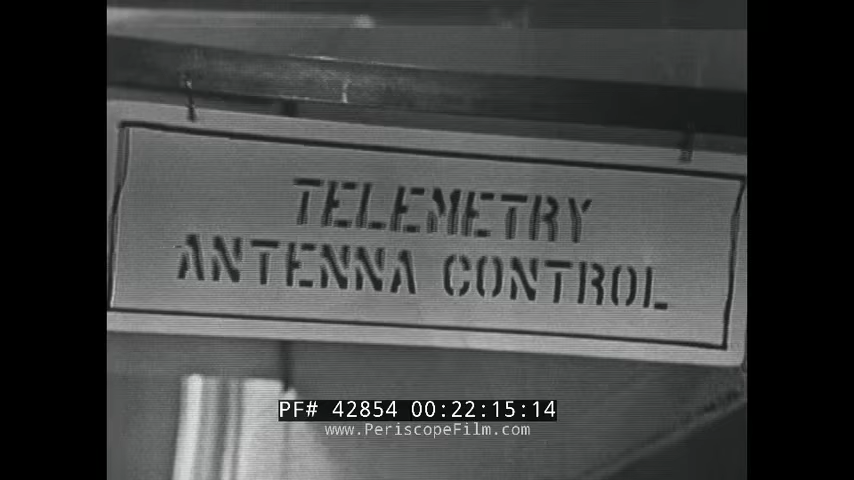 TELEMETRY
ANTENNA CONTROL
PF# 42854 00:22:15:14
www.PeriscopeFilm.com